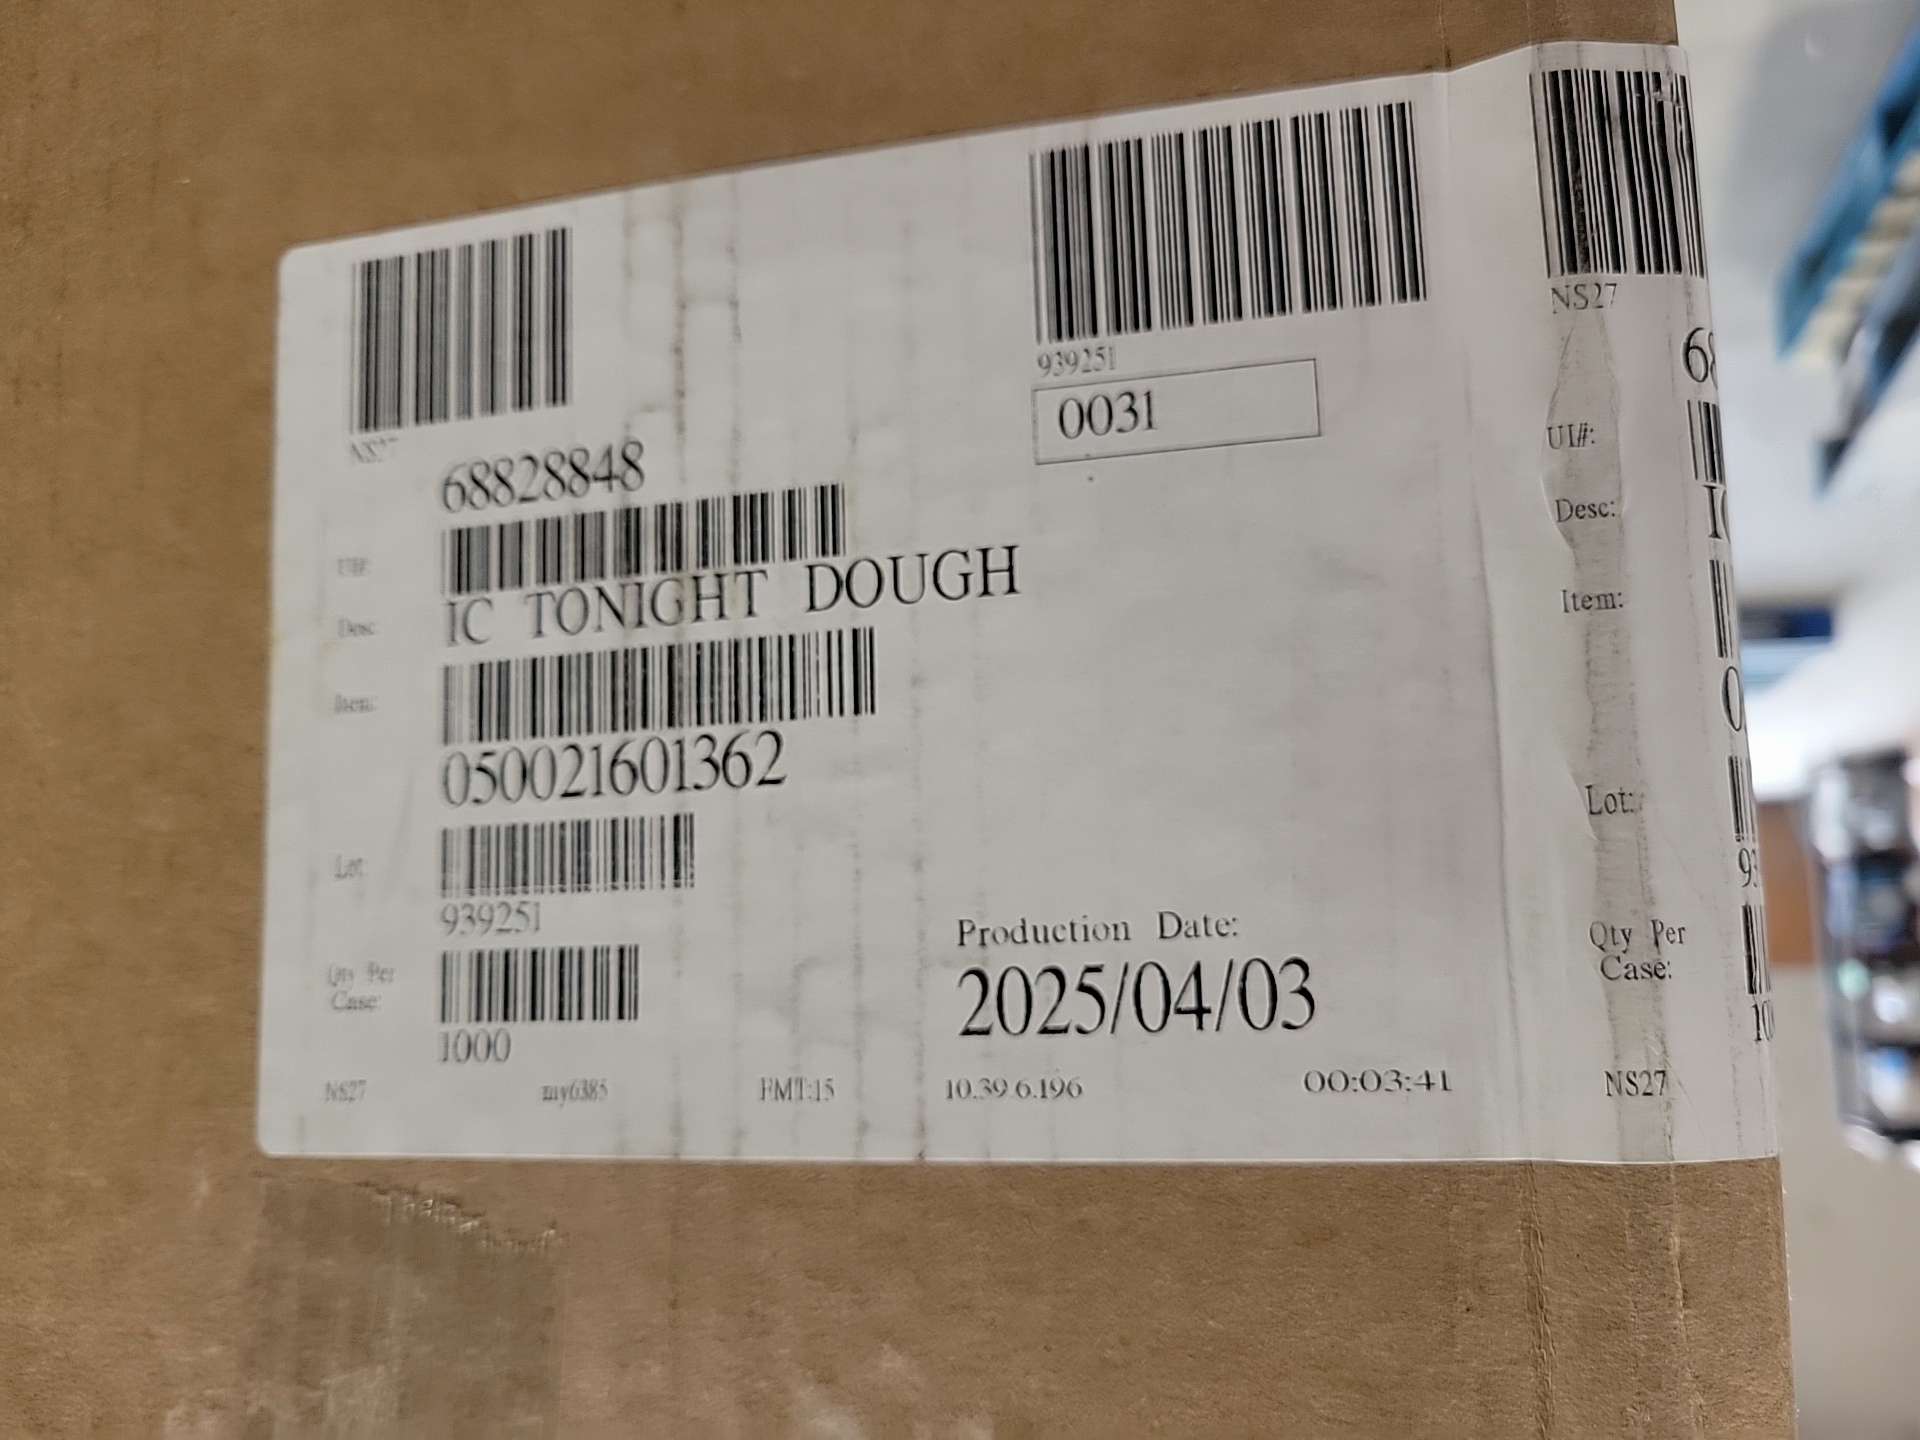 NS27
939251
0031
68828848
UI#:
Desc: IC TONIGHT DOUGH
Item:
050021601362
Lot:
939251
Qty Per
Case:
1000
Production Date:
2025/04/03
NS27 my6385 FMT:15 10.39.6.196 00:03:41
NS27
UI#:
Desc:
Item:
Lot:
Qty Per
Case:
NS27